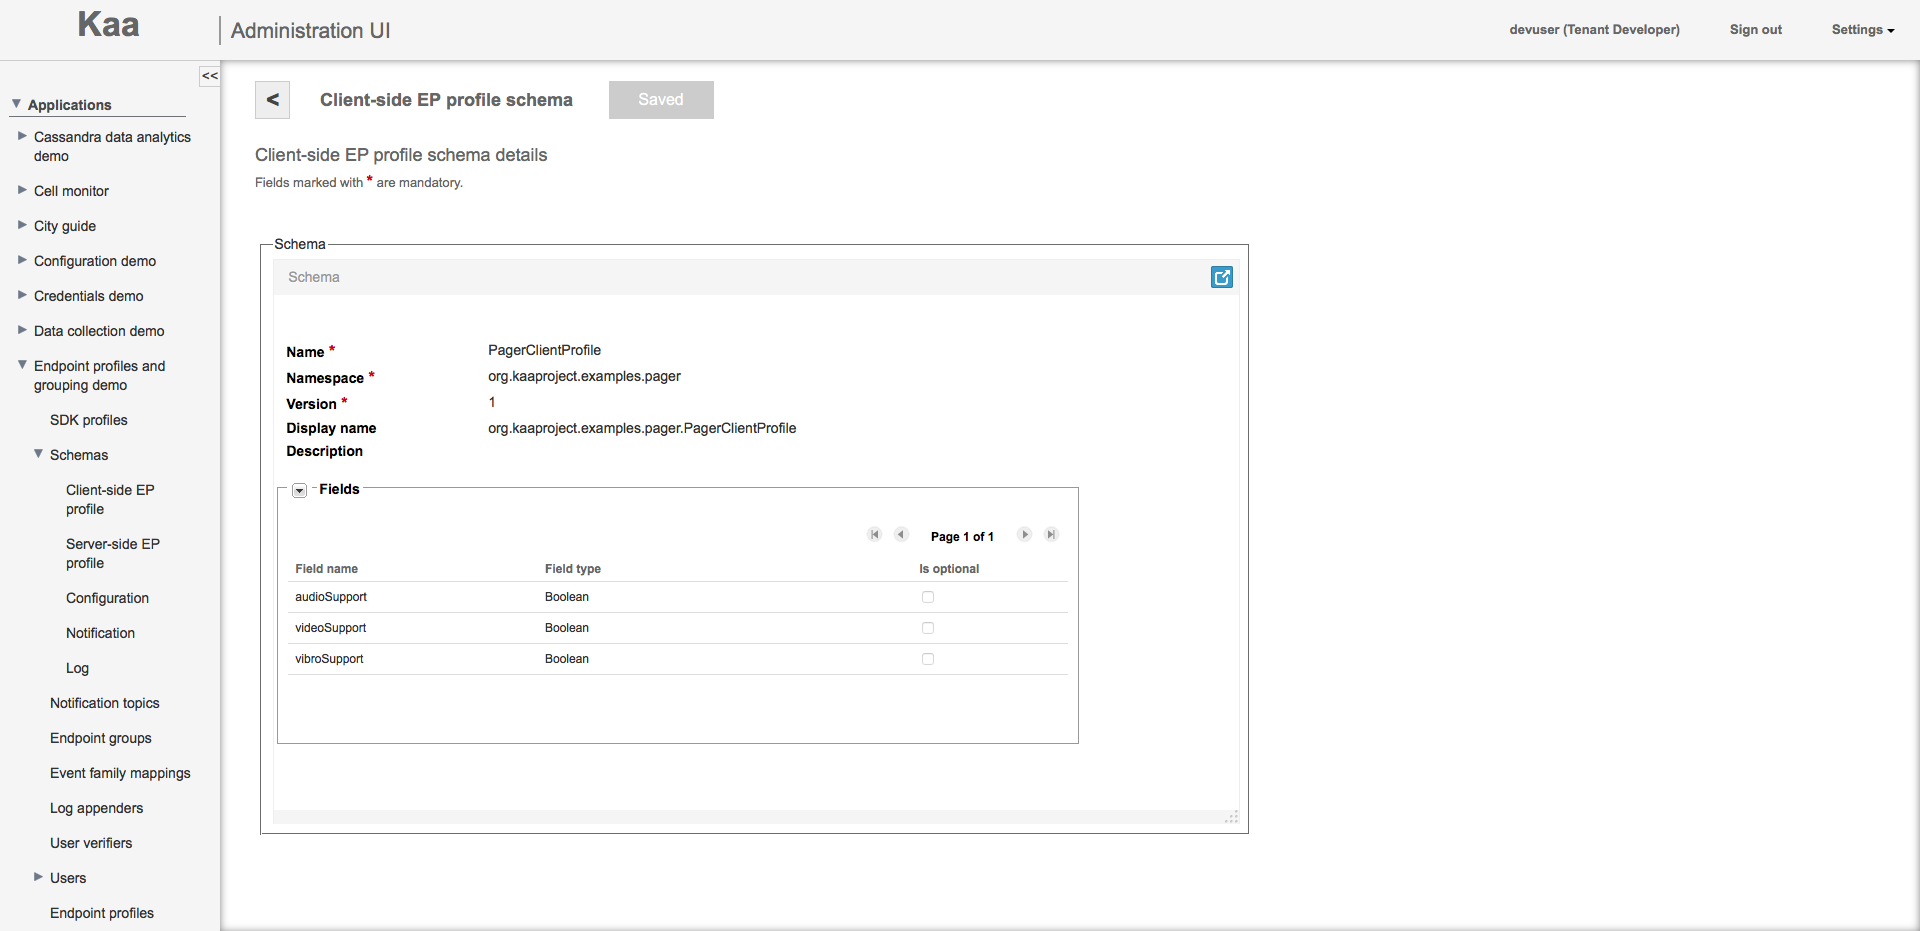 Kaa
Administration UI
devuser (Tenant Developer)
Sign out
Settings
<<
Applications
Cassandra data analytics
demo
Cell monitor
City guide
Configuration demo
Credentials demo
Data collection demo
Endpoint profiles and
grouping demo
SDK profiles
Schemas
Client-side EP
profile
Server-side EP
profile
Configuration
Notification
Log
Notification topics
Endpoint groups
Event family mappings
Log appenders
User verifiers
Users
Endpoint profiles
<
Client-side EP profile schema
Saved
Client-side EP profile schema details
Fields marked with * are mandatory.
Schema
Schema
Name * PagerClientProfile
Namespace * org.kaaproject.examples.pager
Version * 1
Display name org.kaaproject.examples.pager.PagerClientProfile
Description
Fields
Page 1 of 1
Field name Field type Is optional
audioSupport Boolean
videoSupport Boolean
vibroSupport Boolean